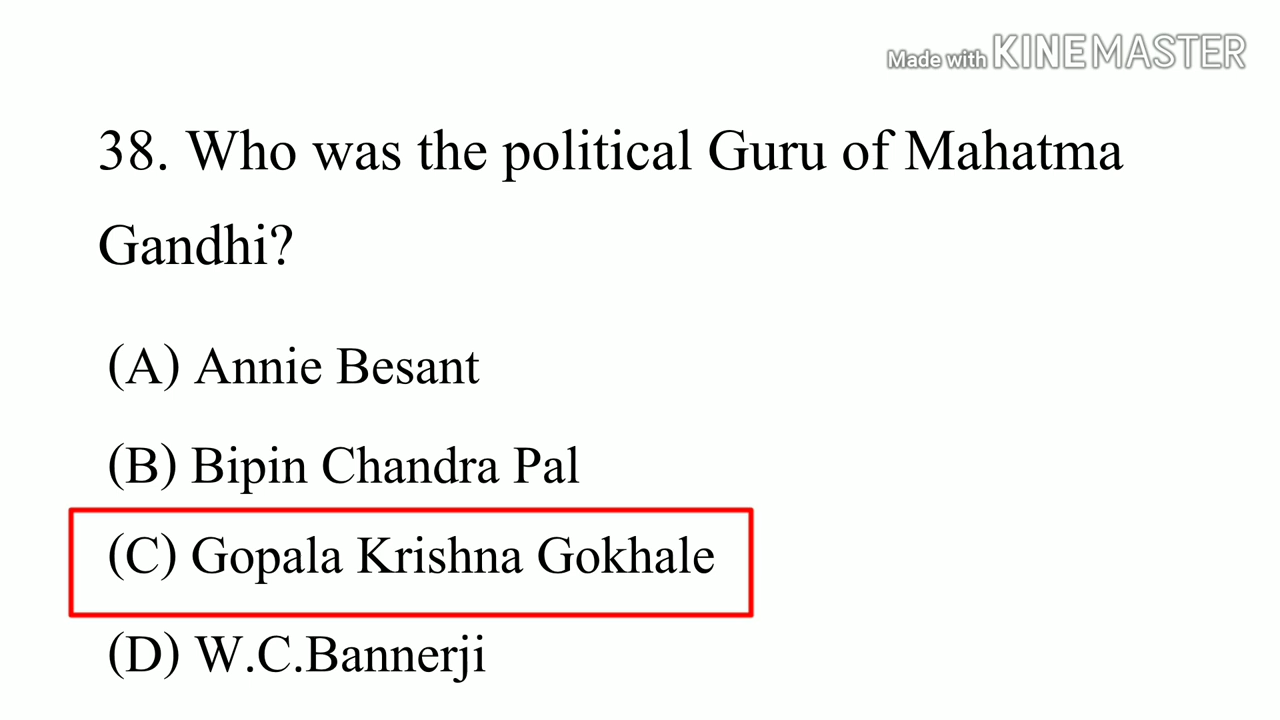 Made with KINEMASTER
38. Who was the political Guru of Mahatma
Gandhi?
(A) Annie Besant
(B) Bipin Chandra Pal
(C) Gopala Krishna Gokhale
(D) W.C.Bannerji